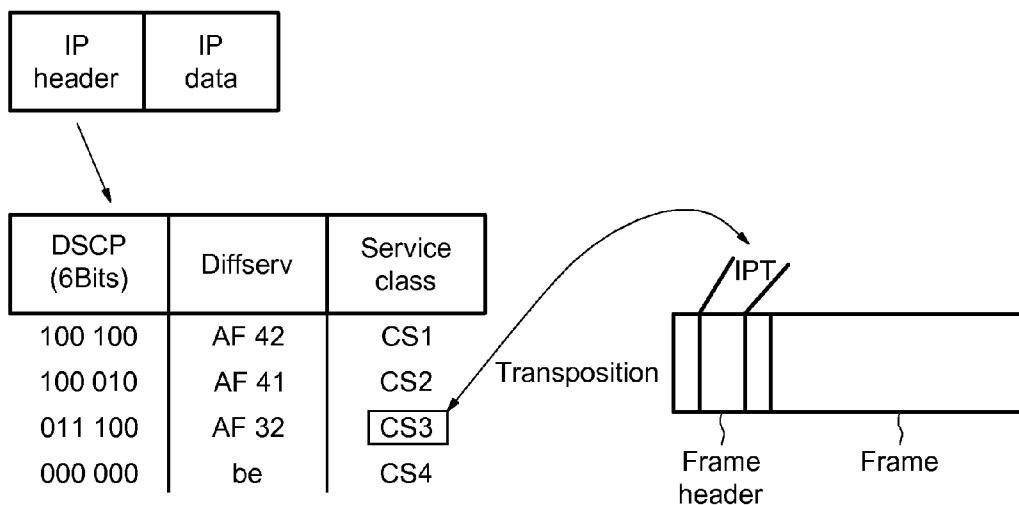 IP header
IP data
DSCP (6Bits)
Diffserv
Service class
100 100 AF 42 CS1
100 010 AF 41 CS2
011 100 AF 32 CS3
000 000 be CS4
Transposition
IPT
Frame header
Frame